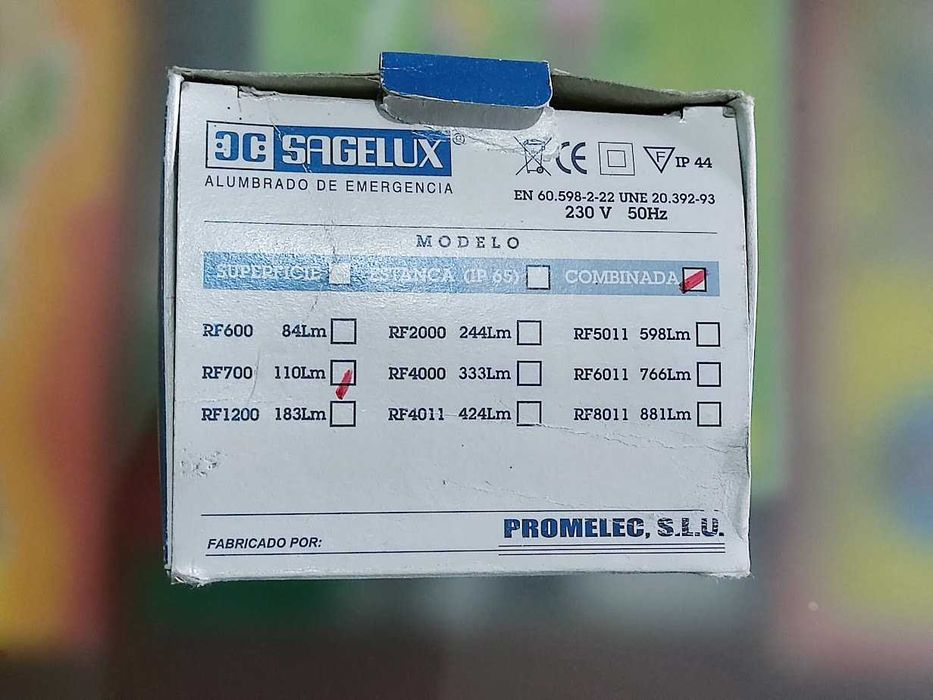 SAGELUX ®
ALUMBRADO DE EMERGENCIA
CE F IP 44
EN 60.598-2-22 UNE 20.392-93
230 V 50Hz
MODELO
SUPERFICIE ESTANCA (IP 65) COMBINADA
RF600 84Lm RF2000 244Lm RF5011 598Lm
RF700 110Lm RF4000 333Lm RF6011 766Lm
RF1200 183Lm RF4011 424Lm RF8011 881Lm
FABRICADO POR: PROMELEC, S.L.U.